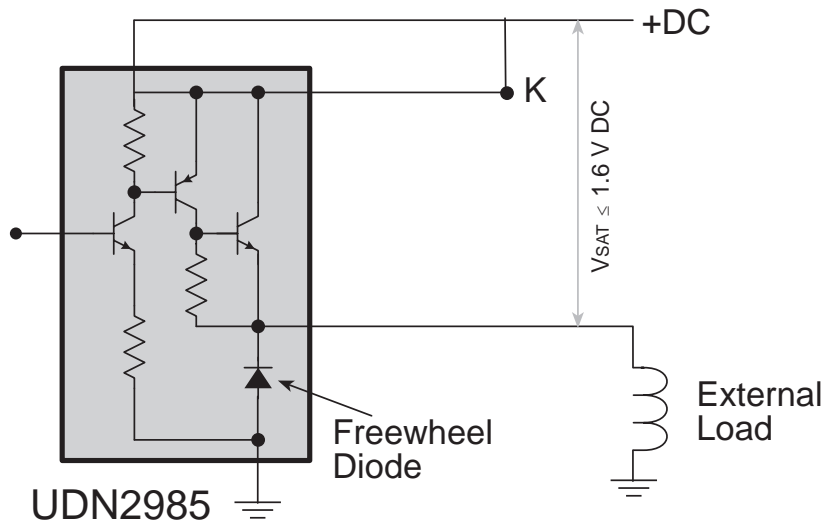 +DC
K
VSAT ≤ 1.6 V DC
External
Load
Freewheel
Diode
UDN2985